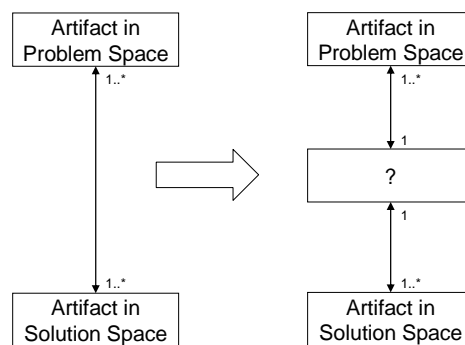 Artifact in
Problem Space
1..*
1..*
Artifact in
Solution Space
Artifact in
Problem Space
1..*
1
?
1
1..*
Artifact in
Solution Space